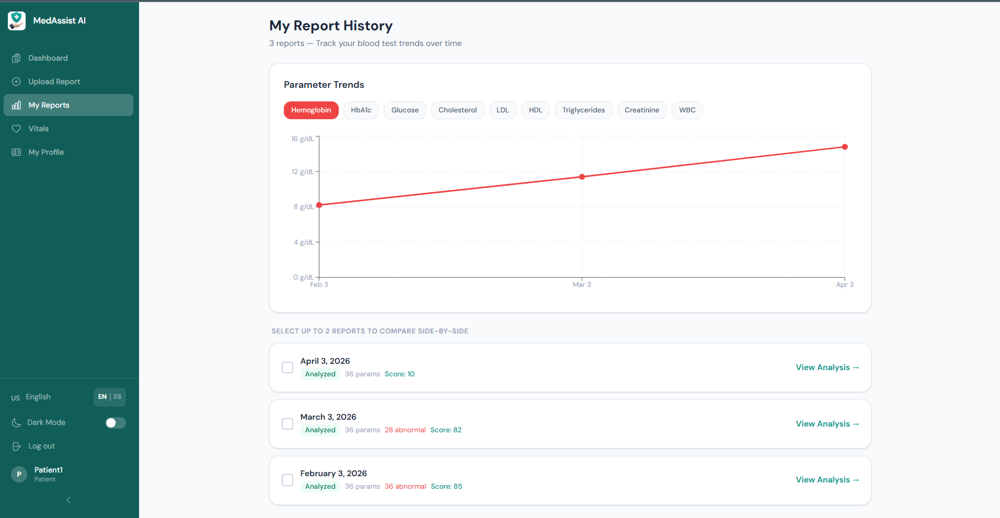 MedAssist AI
Dashboard
Upload Report
My Reports
Vitals
My Profile
US English EN | ES
Dark Mode
Log out
P
Patient1
Patient
My Report History
3 reports — Track your blood test trends over time
Parameter Trends
Hemoglobin HbA1c Glucose Cholesterol LDL HDL Triglycerides Creatinine WBC
16 g/dL
12 g/dL
8 g/dL
4 g/dL
0 g/dL
Feb 3 Mar 3 Apr 3
SELECT UP TO 2 REPORTS TO COMPARE SIDE-BY-SIDE
April 3, 2026
Analyzed 36 params Score: 10
View Analysis →
March 3, 2026
Analyzed 36 params 28 abnormal Score: 82
View Analysis →
February 3, 2026
Analyzed 36 params 36 abnormal Score: 85
View Analysis →